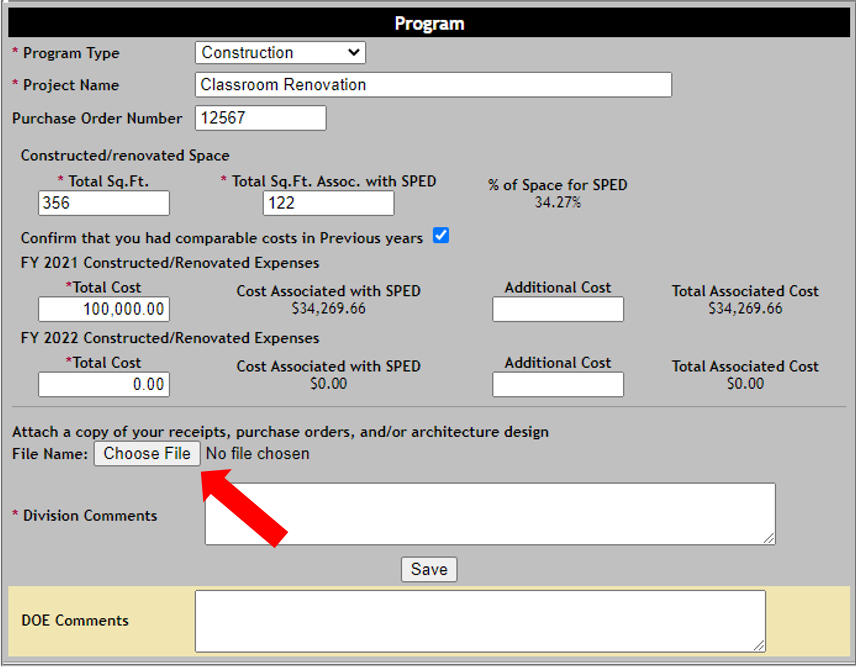 Program
* Program Type Construction
* Project Name Classroom Renovation
Purchase Order Number 12567
Constructed/renovated Space
* Total Sq.Ft. * Total Sq.Ft. Assoc. with SPED % of Space for SPED
356 122 34.27%
Confirm that you had comparable costs in Previous years
FY 2021 Constructed/Renovated Expenses
*Total Cost Cost Associated with SPED Additional Cost Total Associated Cost
100,000.00 $34,269.66 $34,269.66
FY 2022 Constructed/Renovated Expenses
*Total Cost Cost Associated with SPED Additional Cost Total Associated Cost
0.00 $0.00 $0.00
Attach a copy of your receipts, purchase orders, and/or architecture design
File Name: Choose File No file chosen
* Division Comments
Save
DOE Comments